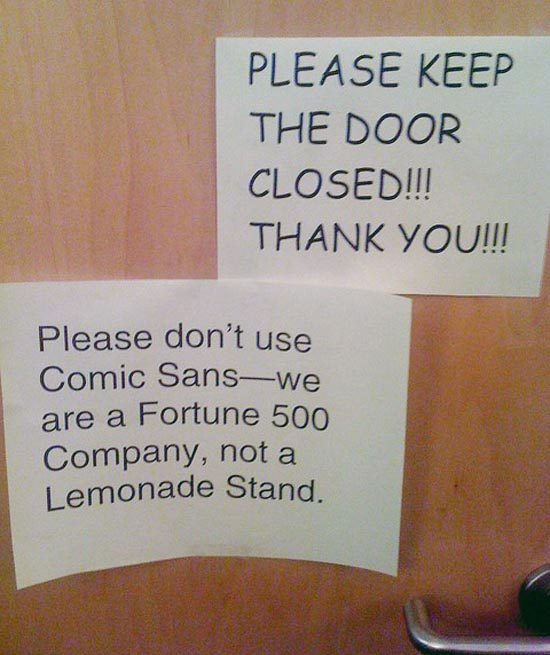 PLEASE KEEP
THE DOOR
CLOSED!!!
THANK YOU!!!
Please don't use
Comic Sans—we
are a Fortune 500
Company, not a
Lemonade Stand.